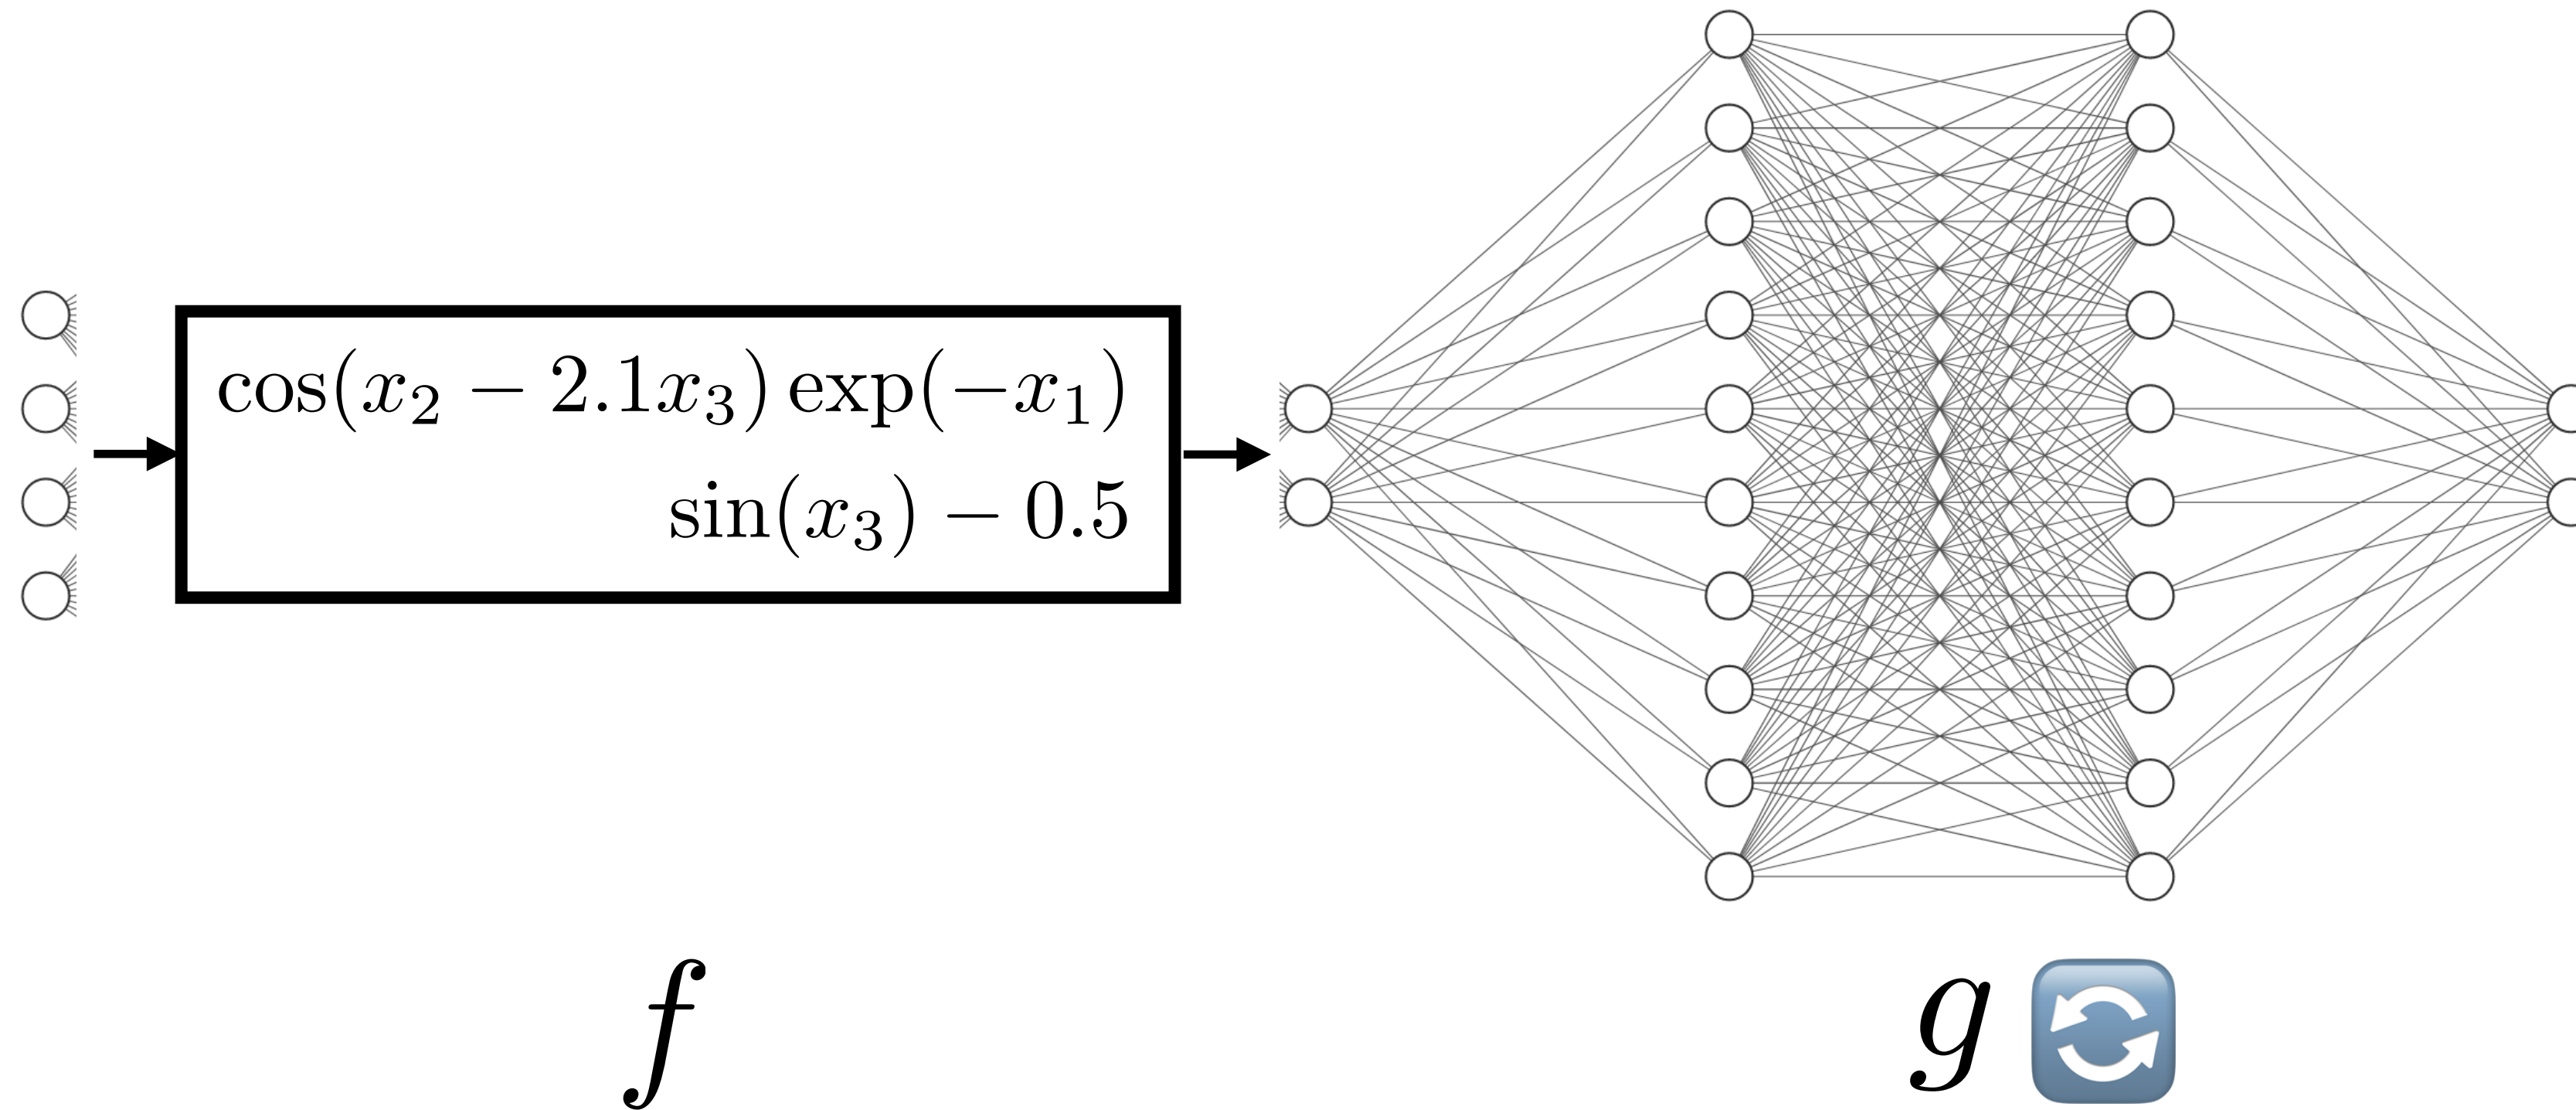 cos(x₂ − 2.1x₃) exp(−x₁)
sin(x₃) − 0.5
f
g